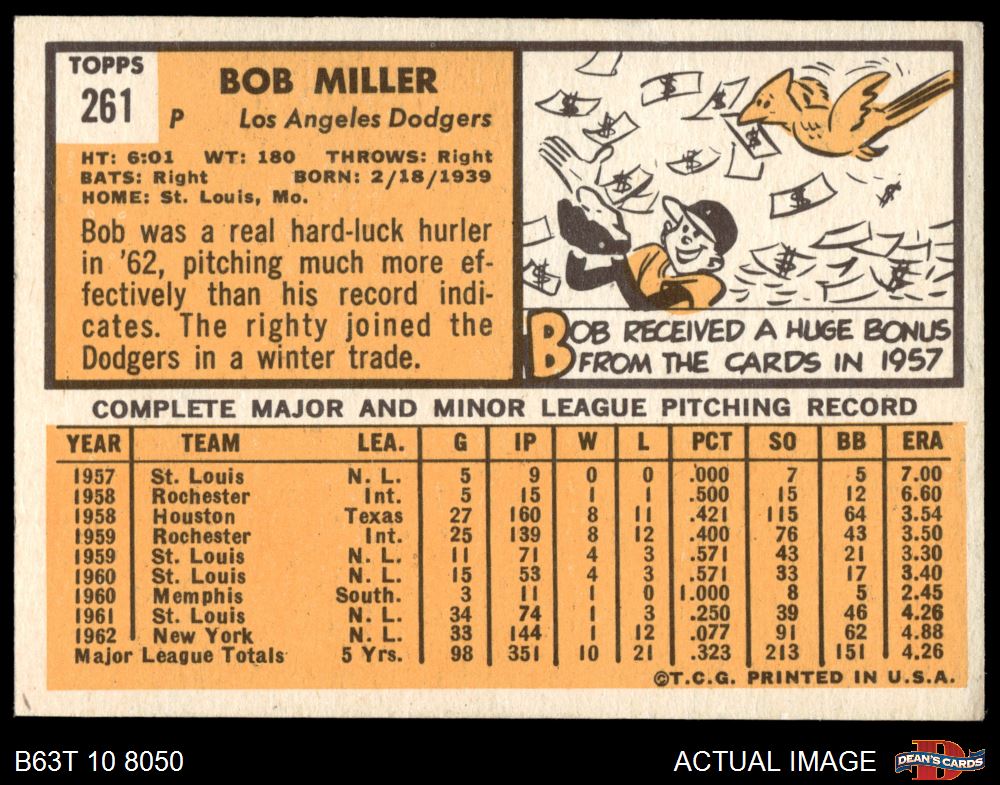 TOPPS
261
P
BOB MILLER
Los Angeles Dodgers
HT: 6:01 WT: 180 THROWS: Right
BATS: Right BORN: 2/18/1939
HOME: St. Louis, Mo.
Bob was a real hard-luck hurler
in '62, pitching much more ef-
fectively than his record indi-
cates. The righty joined the
Dodgers in a winter trade.
$ $ $ $ $ $ $ $ $ $ $
BOB RECEIVED A HUGE BONUS
FROM THE CARDS IN 1957
COMPLETE MAJOR AND MINOR LEAGUE PITCHING RECORD
YEAR TEAM LEA. G IP W L PCT SO BB ERA
1957 St. Louis N. L. 5 9 0 0 .000 7 5 7.00
1958 Rochester Int. 5 15 1 1 .500 15 12 6.60
1958 Houston Texas 27 160 8 11 .421 115 64 3.54
1959 Rochester Int. 25 139 8 12 .400 76 43 3.50
1959 St. Louis N. L. 11 71 4 3 .571 43 21 3.30
1960 St. Louis N. L. 15 53 4 3 .571 33 17 3.40
1960 Memphis South. 3 11 1 0 1.000 8 5 2.45
1961 St. Louis N. L. 34 74 1 3 .250 39 46 4.26
1962 New York N. L. 33 144 1 12 .077 91 62 4.88
Major League Totals 5 Yrs. 98 351 10 21 .323 213 151 4.26
©T.C.G. PRINTED IN U.S.A.
B63T 10 8050
ACTUAL IMAGE
D
DEAN'S CARDS